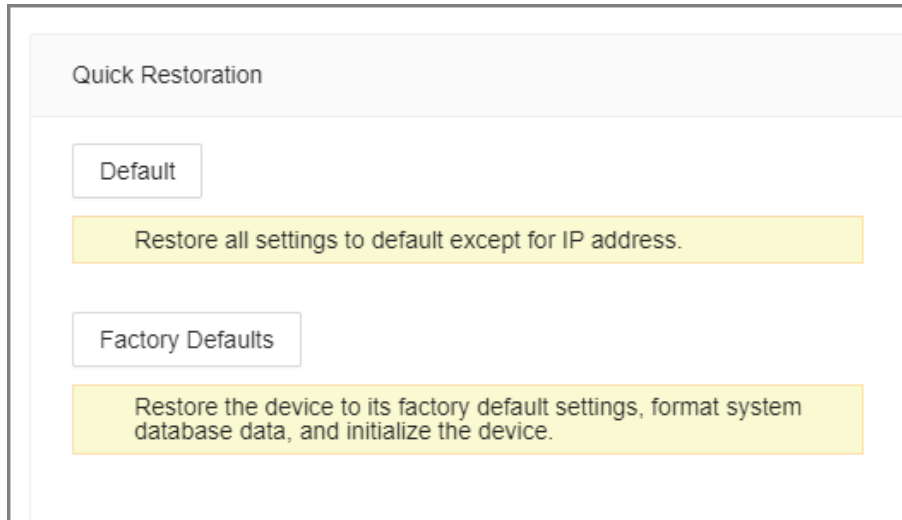 Quick Restoration
Default
Restore all settings to default except for IP address.
Factory Defaults
Restore the device to its factory default settings, format system
database data, and initialize the device.